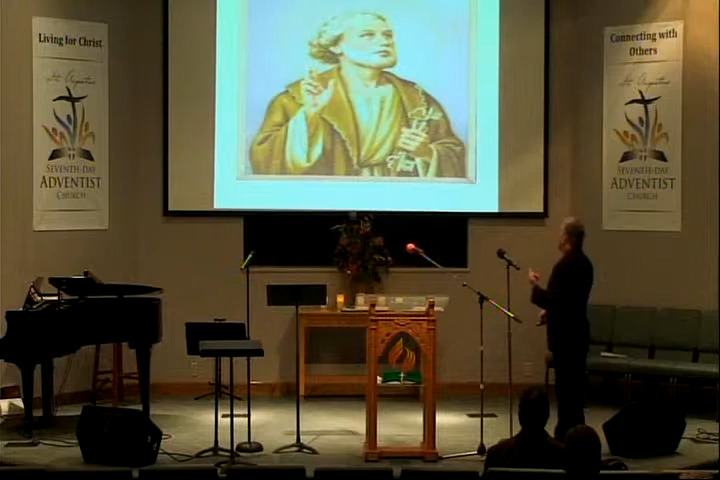 Living for Christ
St. Augustine
SEVENTH-DAY
ADVENTIST
CHURCH
Connecting with
Others
St. Augustine
SEVENTH-DAY
ADVENTIST
CHURCH